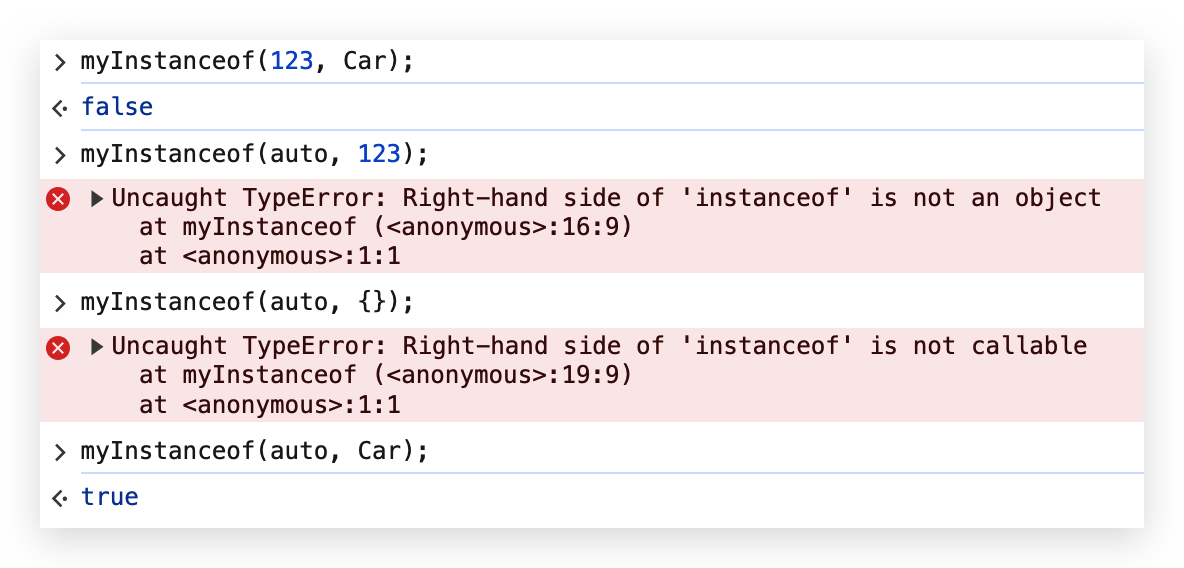 myInstanceof(123, Car);
false
myInstanceof(auto, 123);
Uncaught TypeError: Right-hand side of 'instanceof' is not an object
at myInstanceof (<anonymous>:16:9)
at <anonymous>:1:1
myInstanceof(auto, {});
Uncaught TypeError: Right-hand side of 'instanceof' is not callable
at myInstanceof (<anonymous>:19:9)
at <anonymous>:1:1
myInstanceof(auto, Car);
true